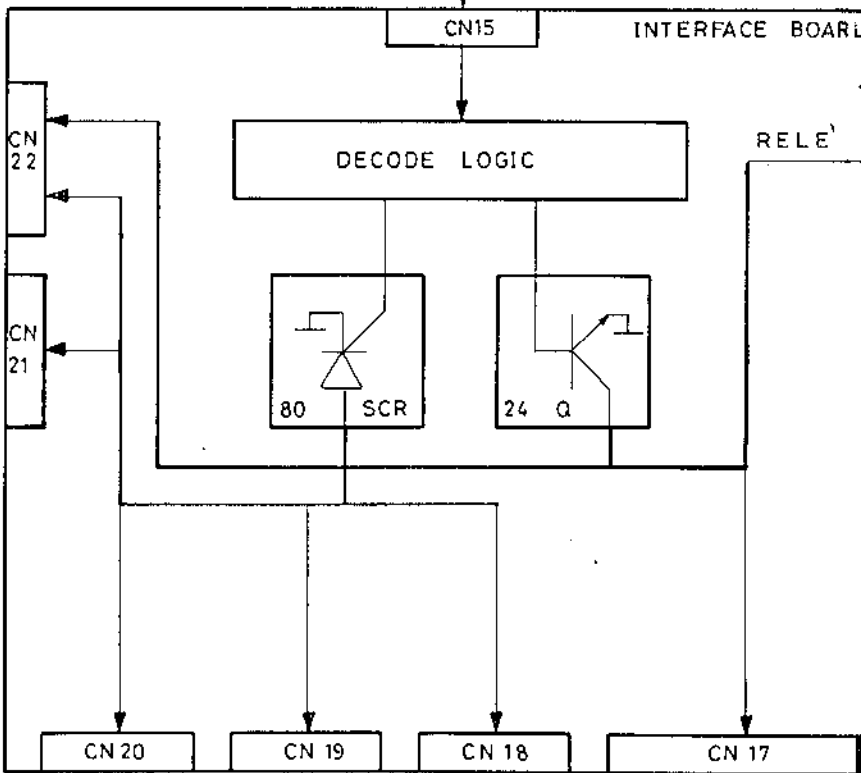 CN15
INTERFACE BOARD
CN
22
DECODE LOGIC
RELE'
CN
21
80 SCR
24 Q
CN 20
CN 19
CN 18
CN 17